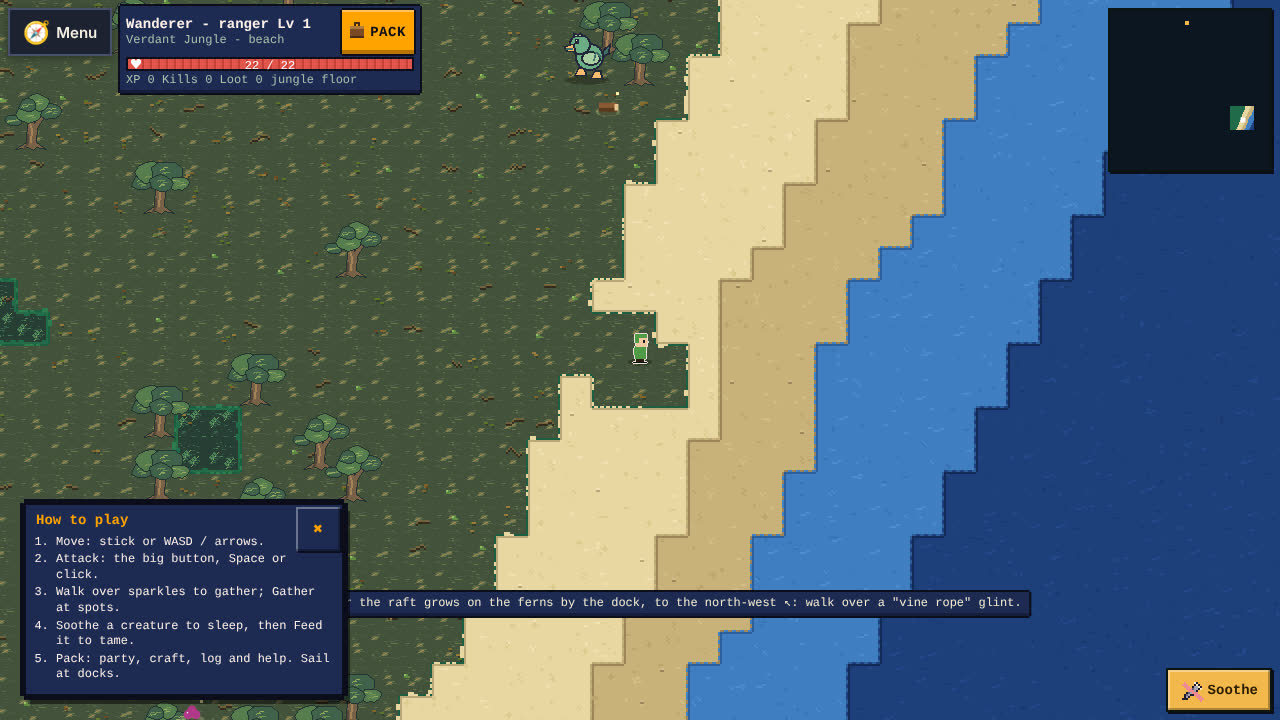 Menu
Wanderer - ranger Lv 1
Verdant Jungle - beach
PACK
22 / 22
XP 0 Kills 0 Loot 0 jungle floor
How to play
✖
1. Move: stick or WASD / arrows.
2. Attack: the big button, Space or
click.
3. Walk over sparkles to gather; Gather
at spots.
4. Soothe a creature to sleep, then Feed
it to tame.
5. Pack: party, craft, log and help. Sail
at docks.
the raft grows on the ferns by the dock, to the north-west ↖: walk over a "vine rope" glint.
Soothe